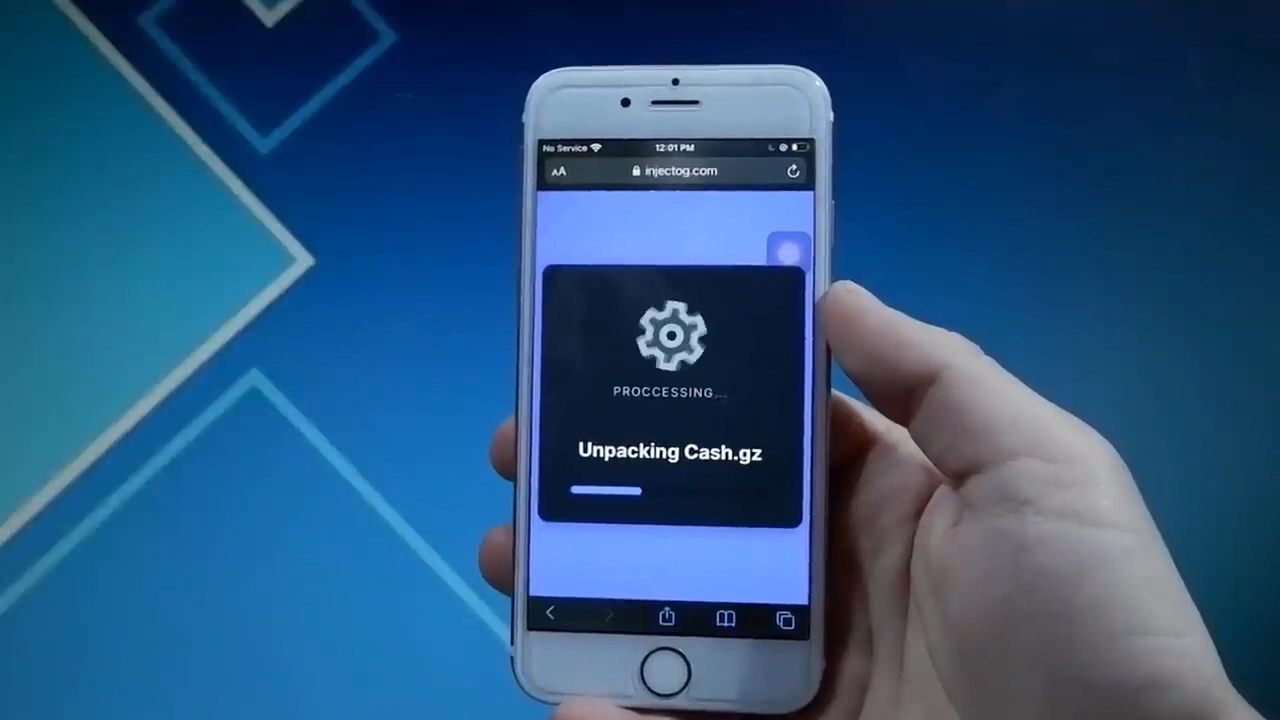 No Service 12:01 PM
AA injectog.com
PROCCESSING...
Unpacking Cash.gz